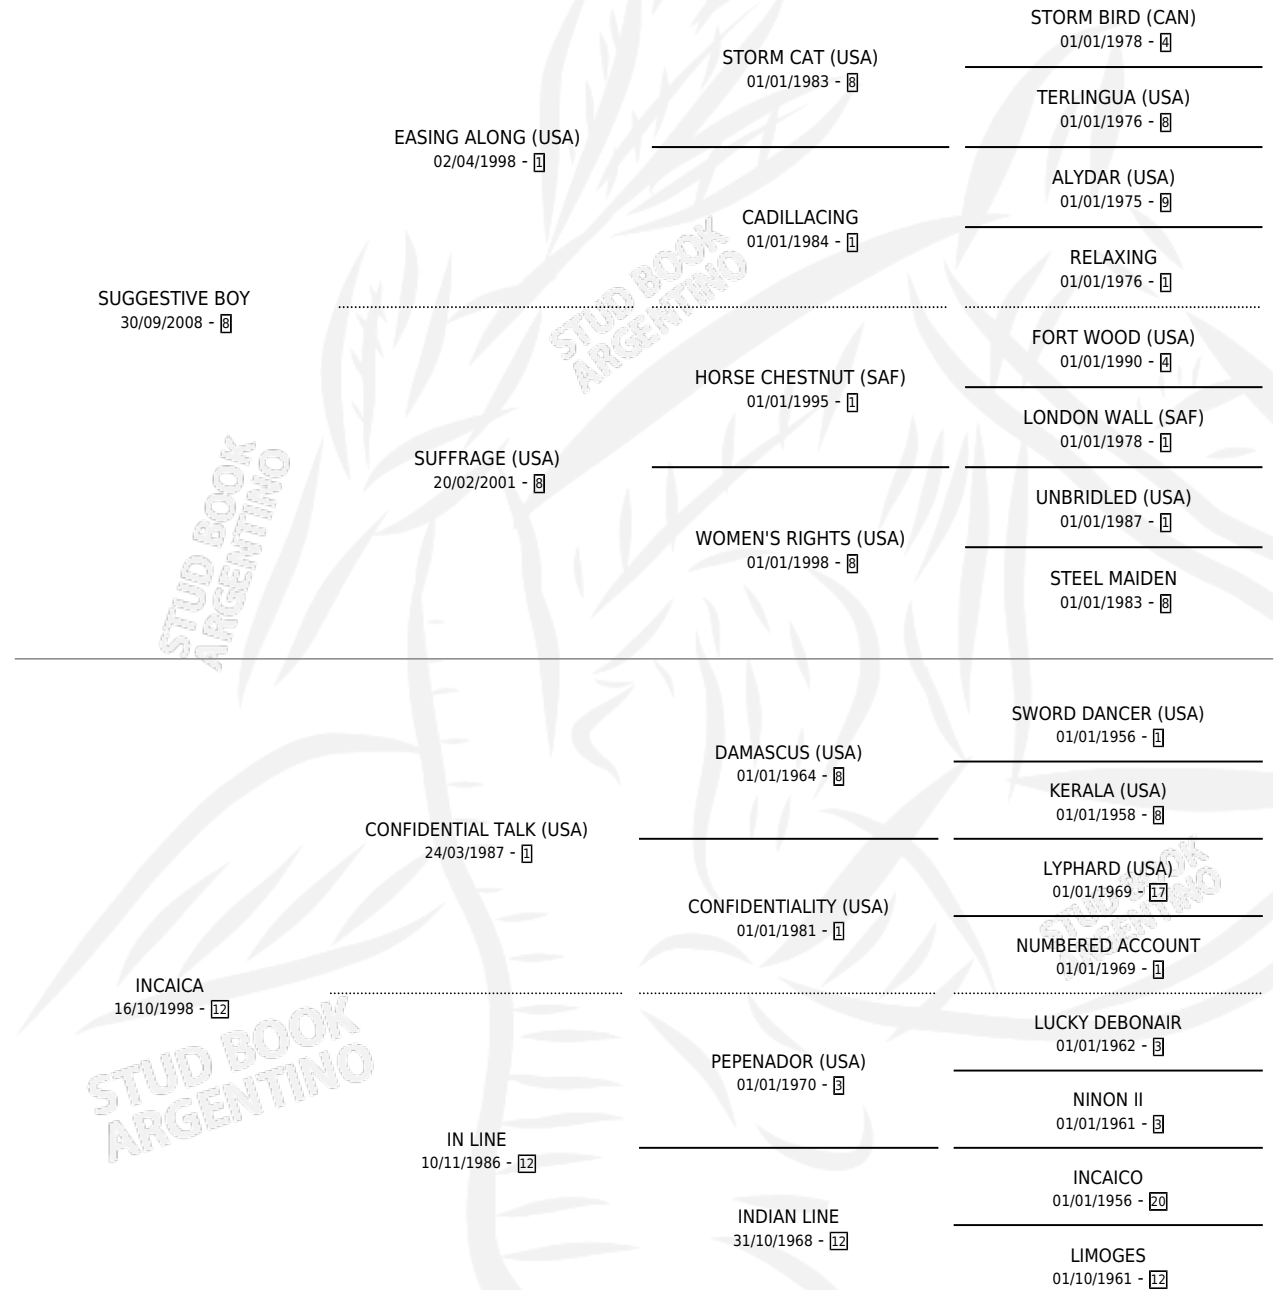 STORM BIRD (CAN)
01/01/1978 - 4
STORM CAT (USA)
01/01/1983 - 8
TERLINGUA (USA)
01/01/1976 - 8
EASING ALONG (USA)
02/04/1998 - 1
ALYDAR (USA)
01/01/1975 - 9
CADILLACING
01/01/1984 - 1
RELAXING
01/01/1976 - 1
SUGGESTIVE BOY
30/09/2008 - 8
FORT WOOD (USA)
01/01/1990 - 4
HORSE CHESTNUT (SAF)
01/01/1995 - 1
LONDON WALL (SAF)
01/01/1978 - 1
SUFFRAGE (USA)
20/02/2001 - 8
UNBRIDLED (USA)
01/01/1987 - 1
WOMEN'S RIGHTS (USA)
01/01/1998 - 8
STEEL MAIDEN
01/01/1983 - 8
SWORD DANCER (USA)
01/01/1956 - 1
DAMASCUS (USA)
01/01/1964 - 8
KERALA (USA)
01/01/1958 - 8
CONFIDENTIAL TALK (USA)
24/03/1987 - 1
LYPHARD (USA)
01/01/1969 - 17
CONFIDENTIALITY (USA)
01/01/1981 - 1
NUMBERED ACCOUNT
01/01/1969 - 1
INCAICA
16/10/1998 - 12
LUCKY DEBONAIR
01/01/1962 - 3
PEPENADOR (USA)
01/01/1970 - 3
NINON II
01/01/1961 - 3
IN LINE
10/11/1986 - 12
INCAICO
01/01/1956 - 20
INDIAN LINE
31/10/1968 - 12
LIMOGES
01/10/1961 - 12
STUD BOOK
ARGENTINO
STUD BOOK
ARGENTINO
STUD BOOK
ARGENTINO
STUD BOOK
ARGENTINO